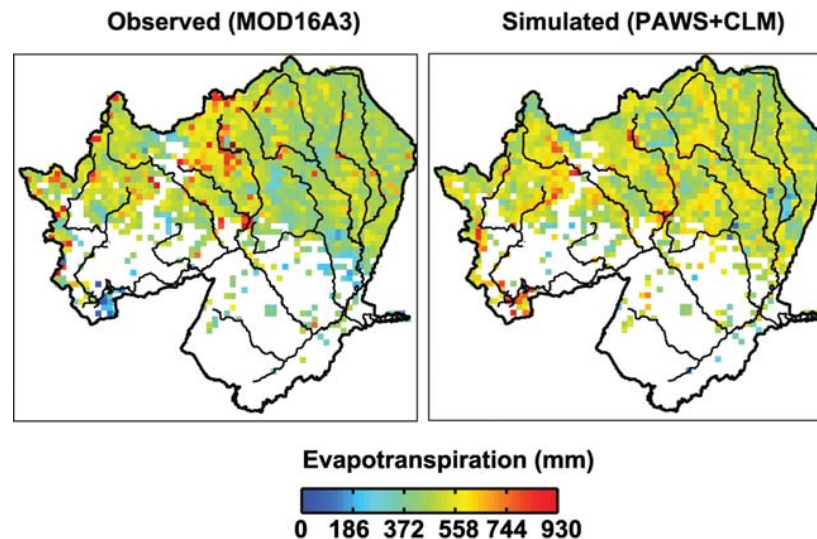 Observed (MOD16A3) Simulated (PAWS+CLM)
Evapotranspiration (mm)
0 186 372 558 744 930